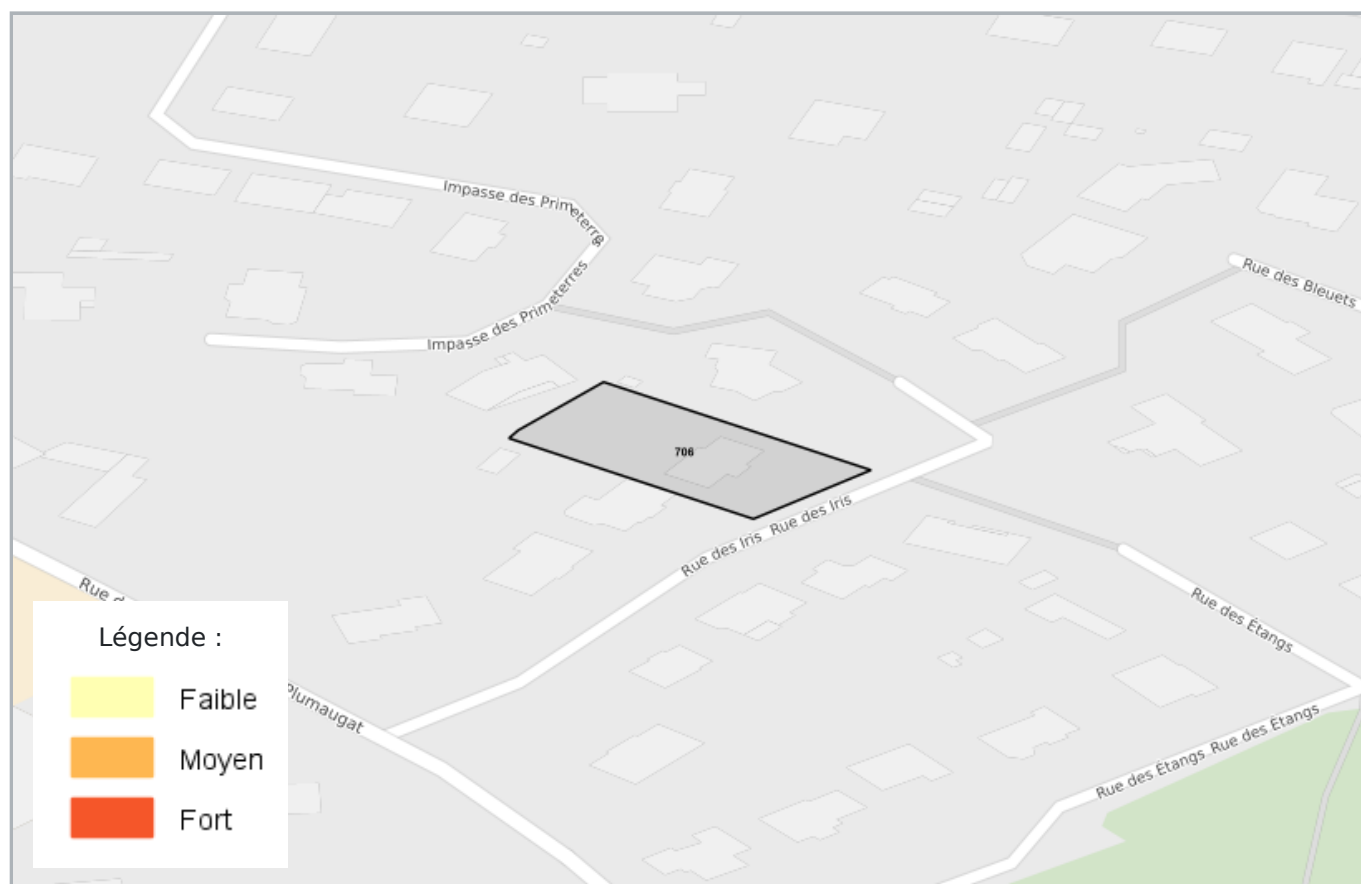 Impasse des Primeterres
Impasse des Primeterres
Rue des Bleuets
706
Rue des Iris
Rue des Iris
Rue des Étangs
Rue des Étangs
Rue des Étangs
Rue d
Plumaugat
Légende :
Faible
Moyen
Fort